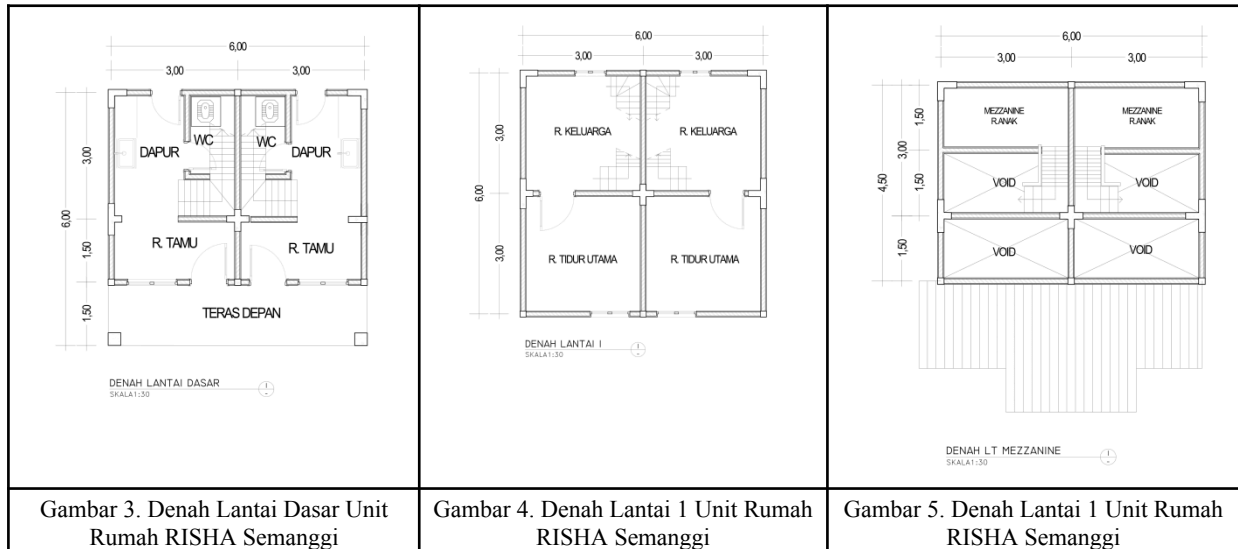 6,00
3,00
3,00
DAPUR
WC
WC
DAPUR
3,00
6,00
R. TAMU
R. TAMU
1,50
TERAS DEPAN
1,50
DENAH LANTAI DASAR
SKALA1:30
1
-
6,00
3,00
3,00
R. KELUARGA
R. KELUARGA
3,00
6,00
R. TIDUR UTAMA
R. TIDUR UTAMA
3,00
DENAH LANTAI I
SKALA1:30
1
-
6,00
3,00
3,00
MEZZANINE
R.ANAK
MEZZANINE
R.ANAK
1,50
3,00
4,50
VOID
VOID
1,50
VOID
VOID
1,50
DENAH LT MEZZANINE
SKALA1:30
1
-
Gambar 3. Denah Lantai Dasar Unit
Rumah RISHA Semanggi
Gambar 4. Denah Lantai 1 Unit Rumah
RISHA Semanggi
Gambar 5. Denah Lantai 1 Unit Rumah
RISHA Semanggi